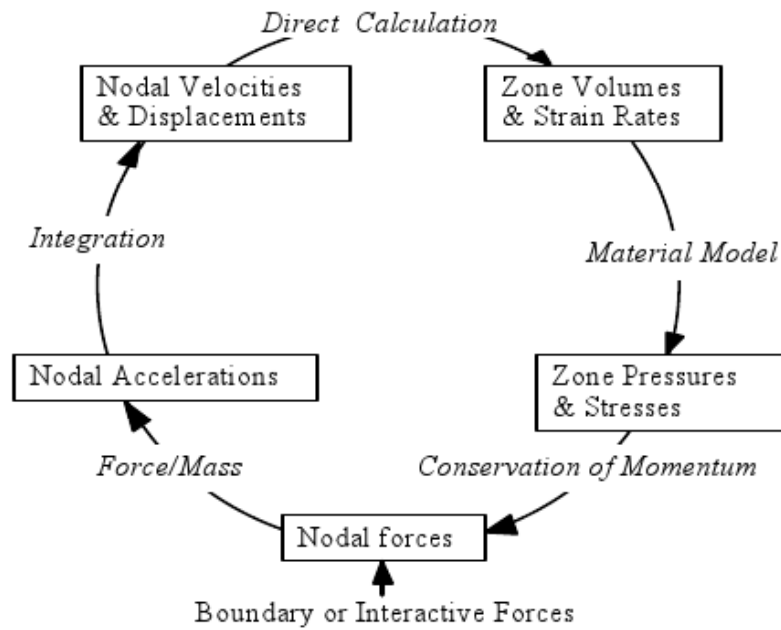 Direct Calculation
Nodal Velocities
& Displacements
Zone Volumes
& Strain Rates
Integration
Material Model
Nodal Accelerations
Zone Pressures
& Stresses
Force/Mass
Conservation of Momentum
Nodal forces
Boundary or Interactive Forces